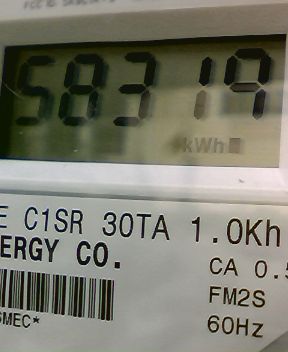 58319
kWh
E C1SR 30TA 1.0Kh
ERGY CO.
CA 0.5
FM2S
60Hz
SMEC*